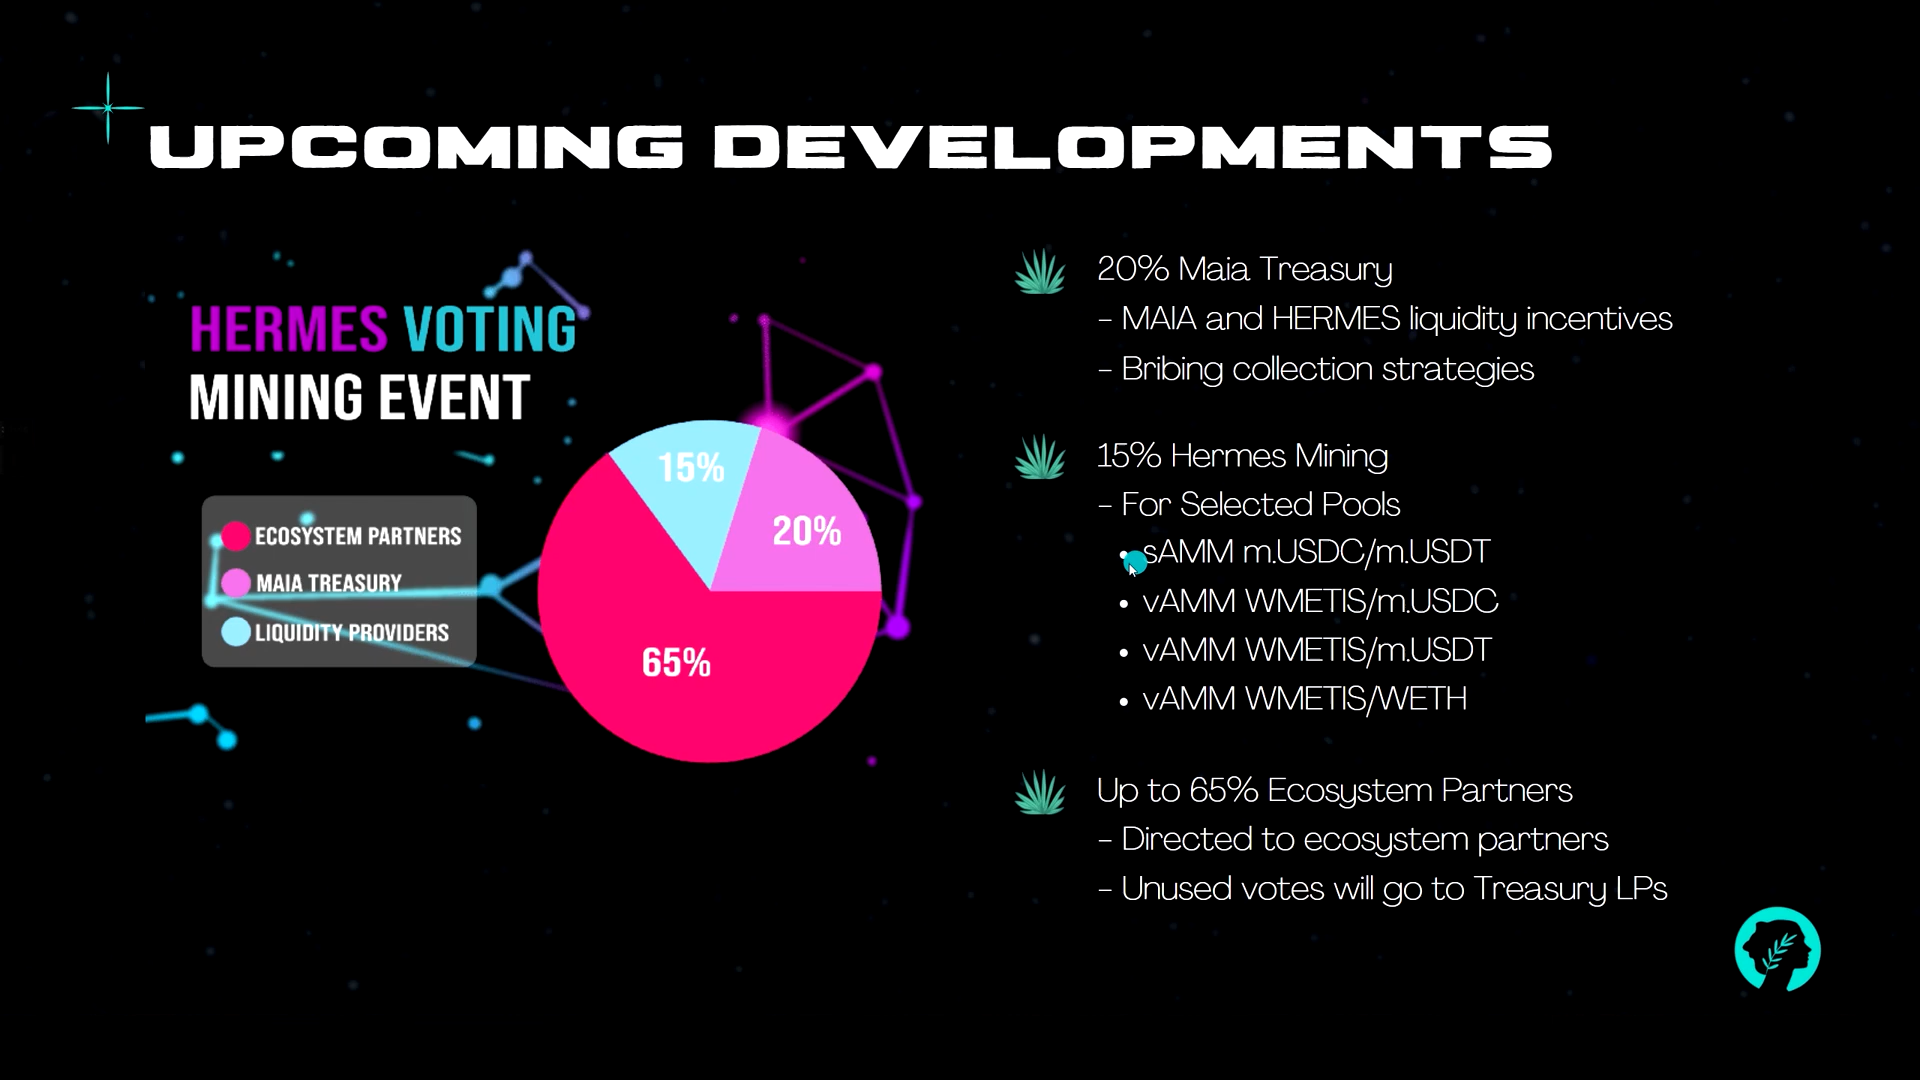 UPCOMING DEVELOPMENTS
HERMES VOTING
MINING EVENT
ECOSYSTEM PARTNERS
MAIA TREASURY
LIQUIDITY PROVIDERS
15%
20%
65%
20% Maia Treasury
- MAIA and HERMES liquidity incentives
- Bribing collection strategies
15% Hermes Mining
- For Selected Pools
• sAMM m.USDC/m.USDT
• vAMM WMETIS/m.USDC
• vAMM WMETIS/m.USDT
• vAMM WMETIS/WETH
Up to 65% Ecosystem Partners
- Directed to ecosystem partners
- Unused votes will go to Treasury LPs